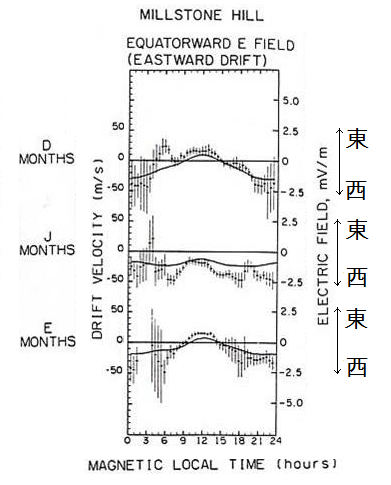 MILLSTONE HILL
EQUATORWARD E FIELD
(EASTWARD DRIFT)
D
MONTHS
J
MONTHS
E
MONTHS
DRIFT VELOCITY (m/s)
50
0
-50
50
0
-50
50
0
-50
5.0
2.5
0
-2.5
2.5
0
-2.5
2.5
0
-2.5
-5.0
ELECTRIC FIELD, mV/m
東
西
東
西
東
西
0 3 6 9 12 15 18 21 24
MAGNETIC LOCAL TIME (hours)